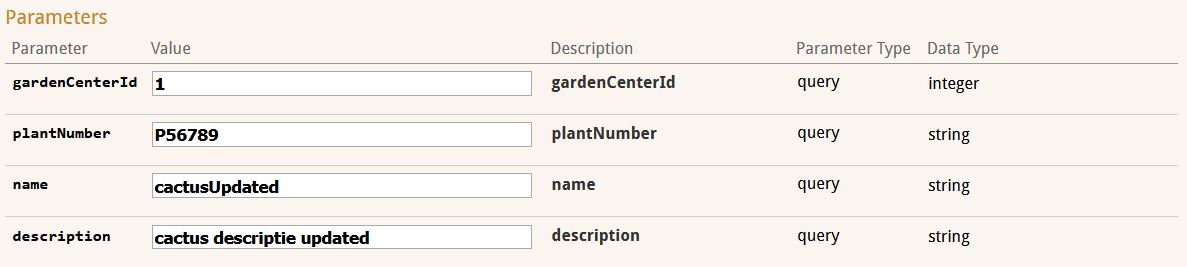 Parameters
Parameter Value Description Parameter Type Data Type
gardenCenterId 1 gardenCenterId query integer
plantNumber P56789 plantNumber query string
name cactusUpdated name query string
description cactus descriptie updated description query string